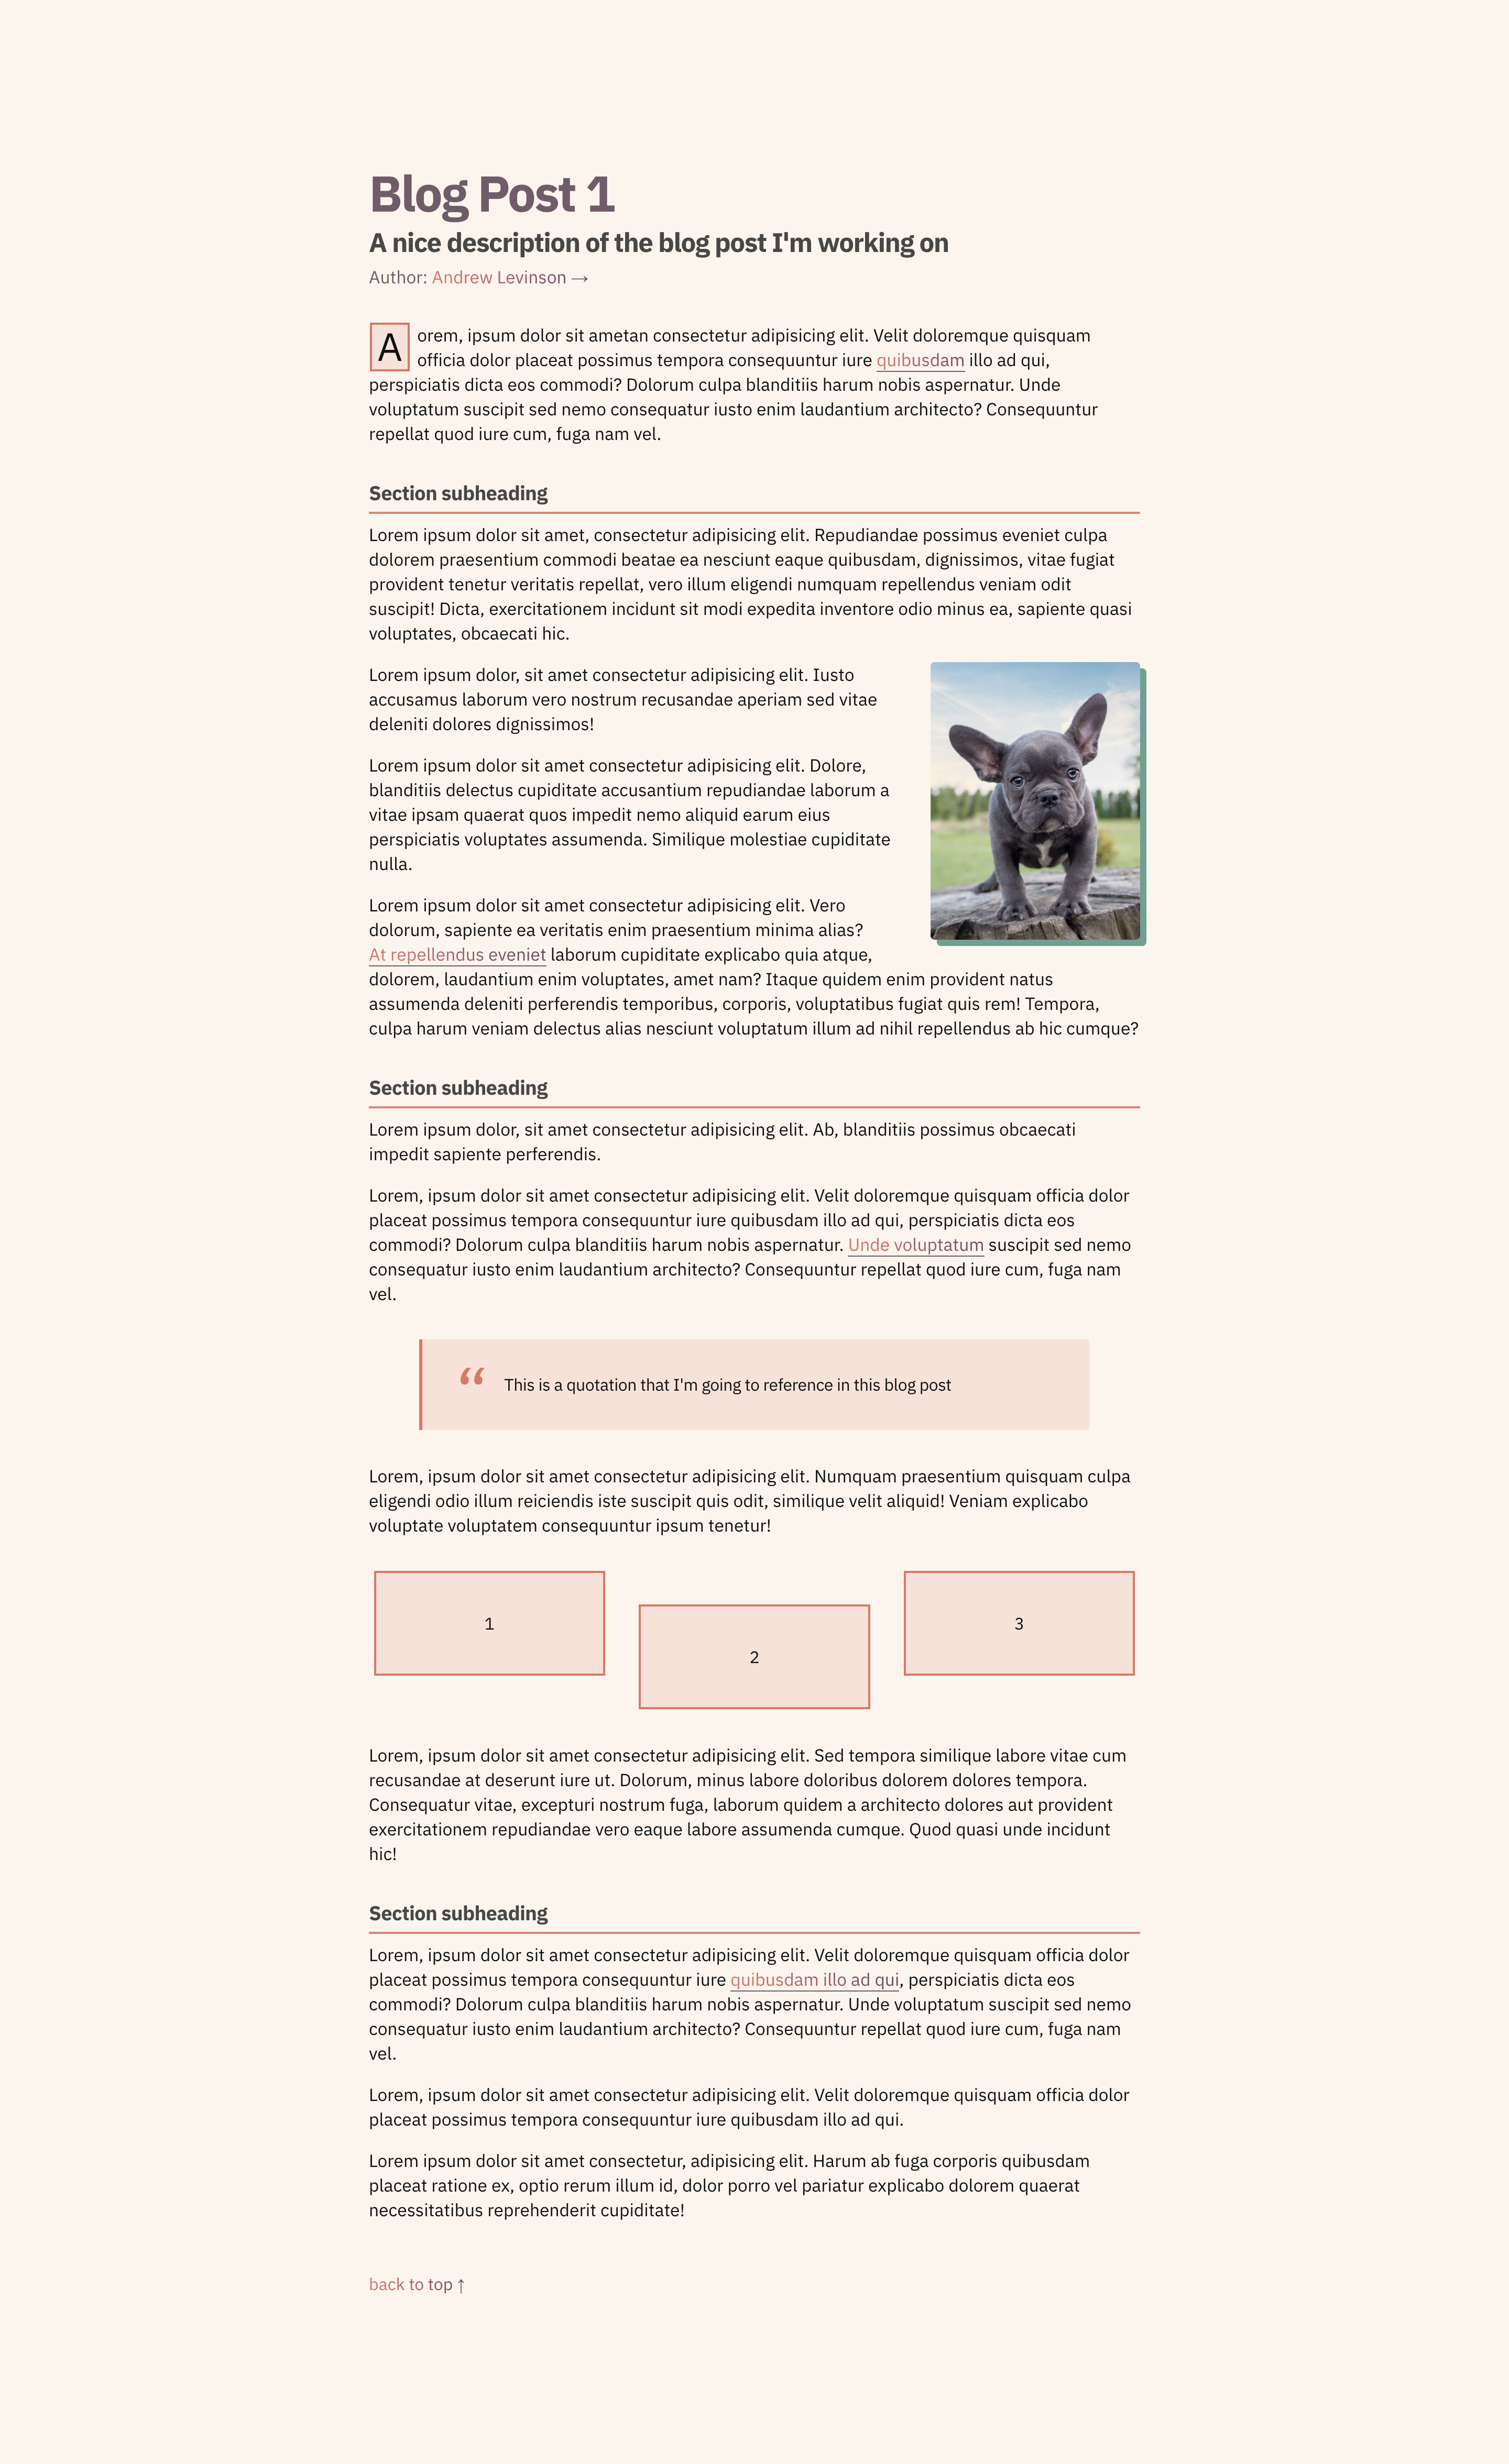 Blog Post 1
A nice description of the blog post I'm working on
Author: Andrew Levinson →
A orem, ipsum dolor sit ametan consectetur adipisicing elit. Velit doloremque quisquam
officia dolor placeat possimus tempora consequuntur iure quibusdam illo ad qui,
perspiciatis dicta eos commodi? Dolorum culpa blanditiis harum nobis aspernatur. Unde
voluptatum suscipit sed nemo consequatur iusto enim laudantium architecto? Consequuntur
repellat quod iure cum, fuga nam vel.
Section subheading
Lorem ipsum dolor sit amet, consectetur adipisicing elit. Repudiandae possimus eveniet culpa
dolorem praesentium commodi beatae ea nesciunt eaque quibusdam, dignissimos, vitae fugiat
provident tenetur veritatis repellat, vero illum eligendi numquam repellendus veniam odit
suscipit! Dicta, exercitationem incidunt sit modi expedita inventore odio minus ea, sapiente quasi
voluptates, obcaecati hic.
Lorem ipsum dolor, sit amet consectetur adipisicing elit. Iusto
accusamus laborum vero nostrum recusandae aperiam sed vitae
deleniti dolores dignissimos!
Lorem ipsum dolor sit amet consectetur adipisicing elit. Dolore,
blanditiis delectus cupiditate accusantium repudiandae laborum a
vitae ipsam quaerat quos impedit nemo aliquid earum eius
perspiciatis voluptates assumenda. Similique molestiae cupiditate
nulla.
Lorem ipsum dolor sit amet consectetur adipisicing elit. Vero
dolorum, sapiente ea veritatis enim praesentium minima alias?
At repellendus eveniet laborum cupiditate explicabo quia atque,
dolorem, laudantium enim voluptates, amet nam? Itaque quidem enim provident natus
assumenda deleniti perferendis temporibus, corporis, voluptatibus fugiat quis rem! Tempora,
culpa harum veniam delectus alias nesciunt voluptatum illum ad nihil repellendus ab hic cumque?
Section subheading
Lorem ipsum dolor, sit amet consectetur adipisicing elit. Ab, blanditiis possimus obcaecati
impedit sapiente perferendis.
Lorem, ipsum dolor sit amet consectetur adipisicing elit. Velit doloremque quisquam officia dolor
placeat possimus tempora consequuntur iure quibusdam illo ad qui, perspiciatis dicta eos
commodi? Dolorum culpa blanditiis harum nobis aspernatur. Unde voluptatum suscipit sed nemo
consequatur iusto enim laudantium architecto? Consequuntur repellat quod iure cum, fuga nam
vel.
“ This is a quotation that I'm going to reference in this blog post
Lorem, ipsum dolor sit amet consectetur adipisicing elit. Numquam praesentium quisquam culpa
eligendi odio illum reiciendis iste suscipit quis odit, similique velit aliquid! Veniam explicabo
voluptate voluptatem consequuntur ipsum tenetur!
1
2
3
Lorem, ipsum dolor sit amet consectetur adipisicing elit. Sed tempora similique labore vitae cum
recusandae at deserunt iure ut. Dolorum, minus labore doloribus dolorem dolores tempora.
Consequatur vitae, excepturi nostrum fuga, laborum quidem a architecto dolores aut provident
exercitationem repudiandae vero eaque labore assumenda cumque. Quod quasi unde incidunt
hic!
Section subheading
Lorem, ipsum dolor sit amet consectetur adipisicing elit. Velit doloremque quisquam officia dolor
placeat possimus tempora consequuntur iure quibusdam illo ad qui, perspiciatis dicta eos
commodi? Dolorum culpa blanditiis harum nobis aspernatur. Unde voluptatum suscipit sed nemo
consequatur iusto enim laudantium architecto? Consequuntur repellat quod iure cum, fuga nam
vel.
Lorem, ipsum dolor sit amet consectetur adipisicing elit. Velit doloremque quisquam officia dolor
placeat possimus tempora consequuntur iure quibusdam illo ad qui.
Lorem ipsum dolor sit amet consectetur, adipisicing elit. Harum ab fuga corporis quibusdam
placeat ratione ex, optio rerum illum id, dolor porro vel pariatur explicabo dolorem quaerat
necessitatibus reprehenderit cupiditate!
back to top ↑